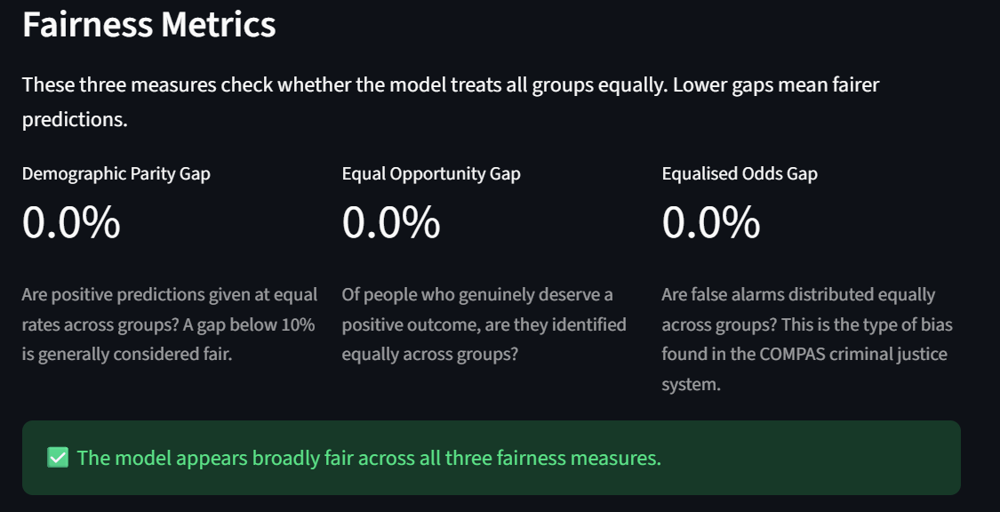 Fairness Metrics
These three measures check whether the model treats all groups equally. Lower gaps mean fairer
predictions.
Demographic Parity Gap
0.0%
Are positive predictions given at equal
rates across groups? A gap below 10%
is generally considered fair.
Equal Opportunity Gap
0.0%
Of people who genuinely deserve a
positive outcome, are they identified
equally across groups?
Equalised Odds Gap
0.0%
Are false alarms distributed equally
across groups? This is the type of bias
found in the COMPAS criminal justice
system.
✅ The model appears broadly fair across all three fairness measures.